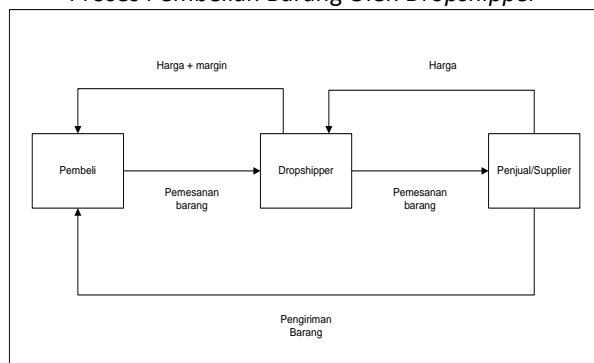 Proses Pembelian Barang Oleh Dropshipper
Harga + margin
Harga
Pembeli
Dropshipper
Penjual/Supplier
Pemesanan
barang
Pemesanan
barang
Pengiriman
Barang